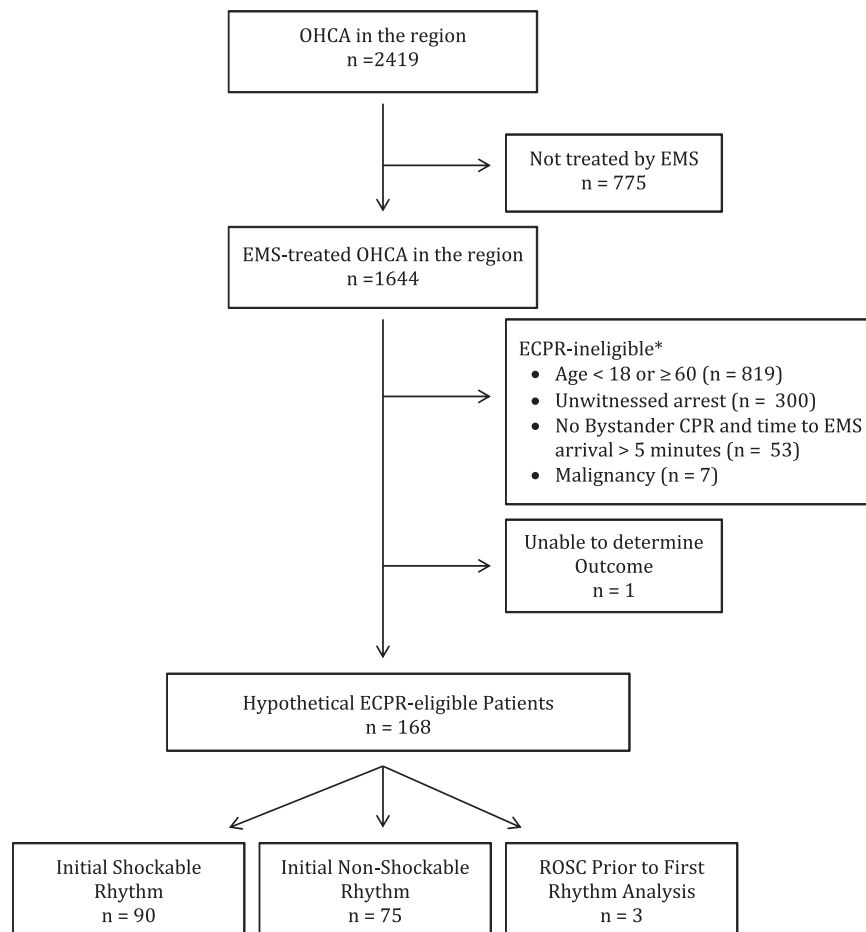 OHCA in the region
n =2419
Not treated by EMS
n = 775
EMS-treated OHCA in the region
n =1644
ECPR-ineligible*
• Age < 18 or ≥ 60 (n = 819)
• Unwitnessed arrest (n = 300)
• No Bystander CPR and time to EMS
arrival > 5 minutes (n = 53)
• Malignancy (n = 7)
Unable to determine
Outcome
n = 1
Hypothetical ECPR-eligible Patients
n = 168
Initial Shockable
Rhythm
n = 90
Initial Non-Shockable
Rhythm
n = 75
ROSC Prior to First
Rhythm Analysis
n = 3